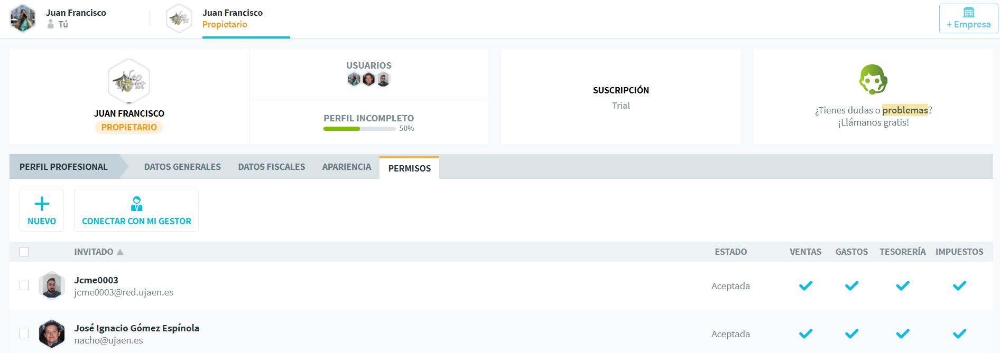 Juan Francisco
Tú
Juan Francisco
Propietario
+ Empresa
JUAN FRANCISCO
PROPIETARIO
USUARIOS
PERFIL INCOMPLETO
50%
SUSCRIPCIÓN
Trial
¿Tienes dudas o problemas?
¡Llámanos gratis!
PERFIL PROFESIONAL
DATOS GENERALES
DATOS FISCALES
APARIENCIA
PERMISOS
NUEVO
CONECTAR CON MI GESTOR
INVITADO
ESTADO
VENTAS
GASTOS
TESORERÍA
IMPUESTOS
Jcme0003
jcme0003@red.ujaen.es
Aceptada
José Ignacio Gómez Espínola
nacho@ujaen.es
Aceptada